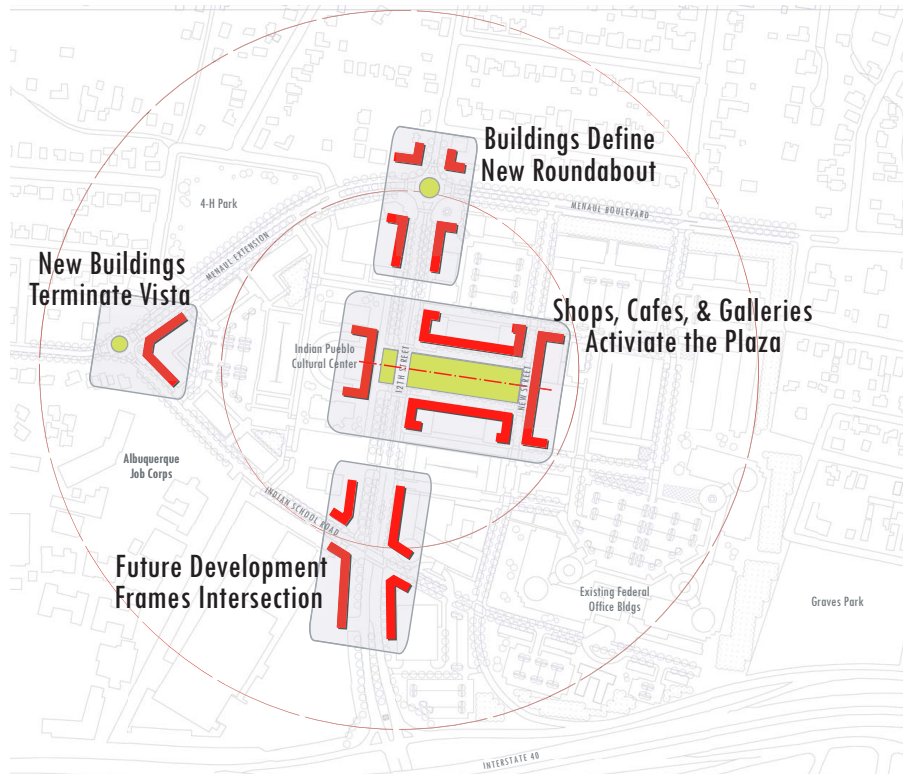 Buildings Define
New Roundabout
4-H Park
MENAUL BOULEVARD
MENAUL EXTENSION
New Buildings
Terminate Vista
Shops, Cafes, & Galleries
Activiate the Plaza
Indian Pueblo
Cultural Center
12TH STREET
NEW STREET
Albuquerque
Job Corps
INDIAN SCHOOL ROAD
Future Development
Frames Intersection
Existing Federal
Office Bldgs
Graves Park
INTERSTATE 40